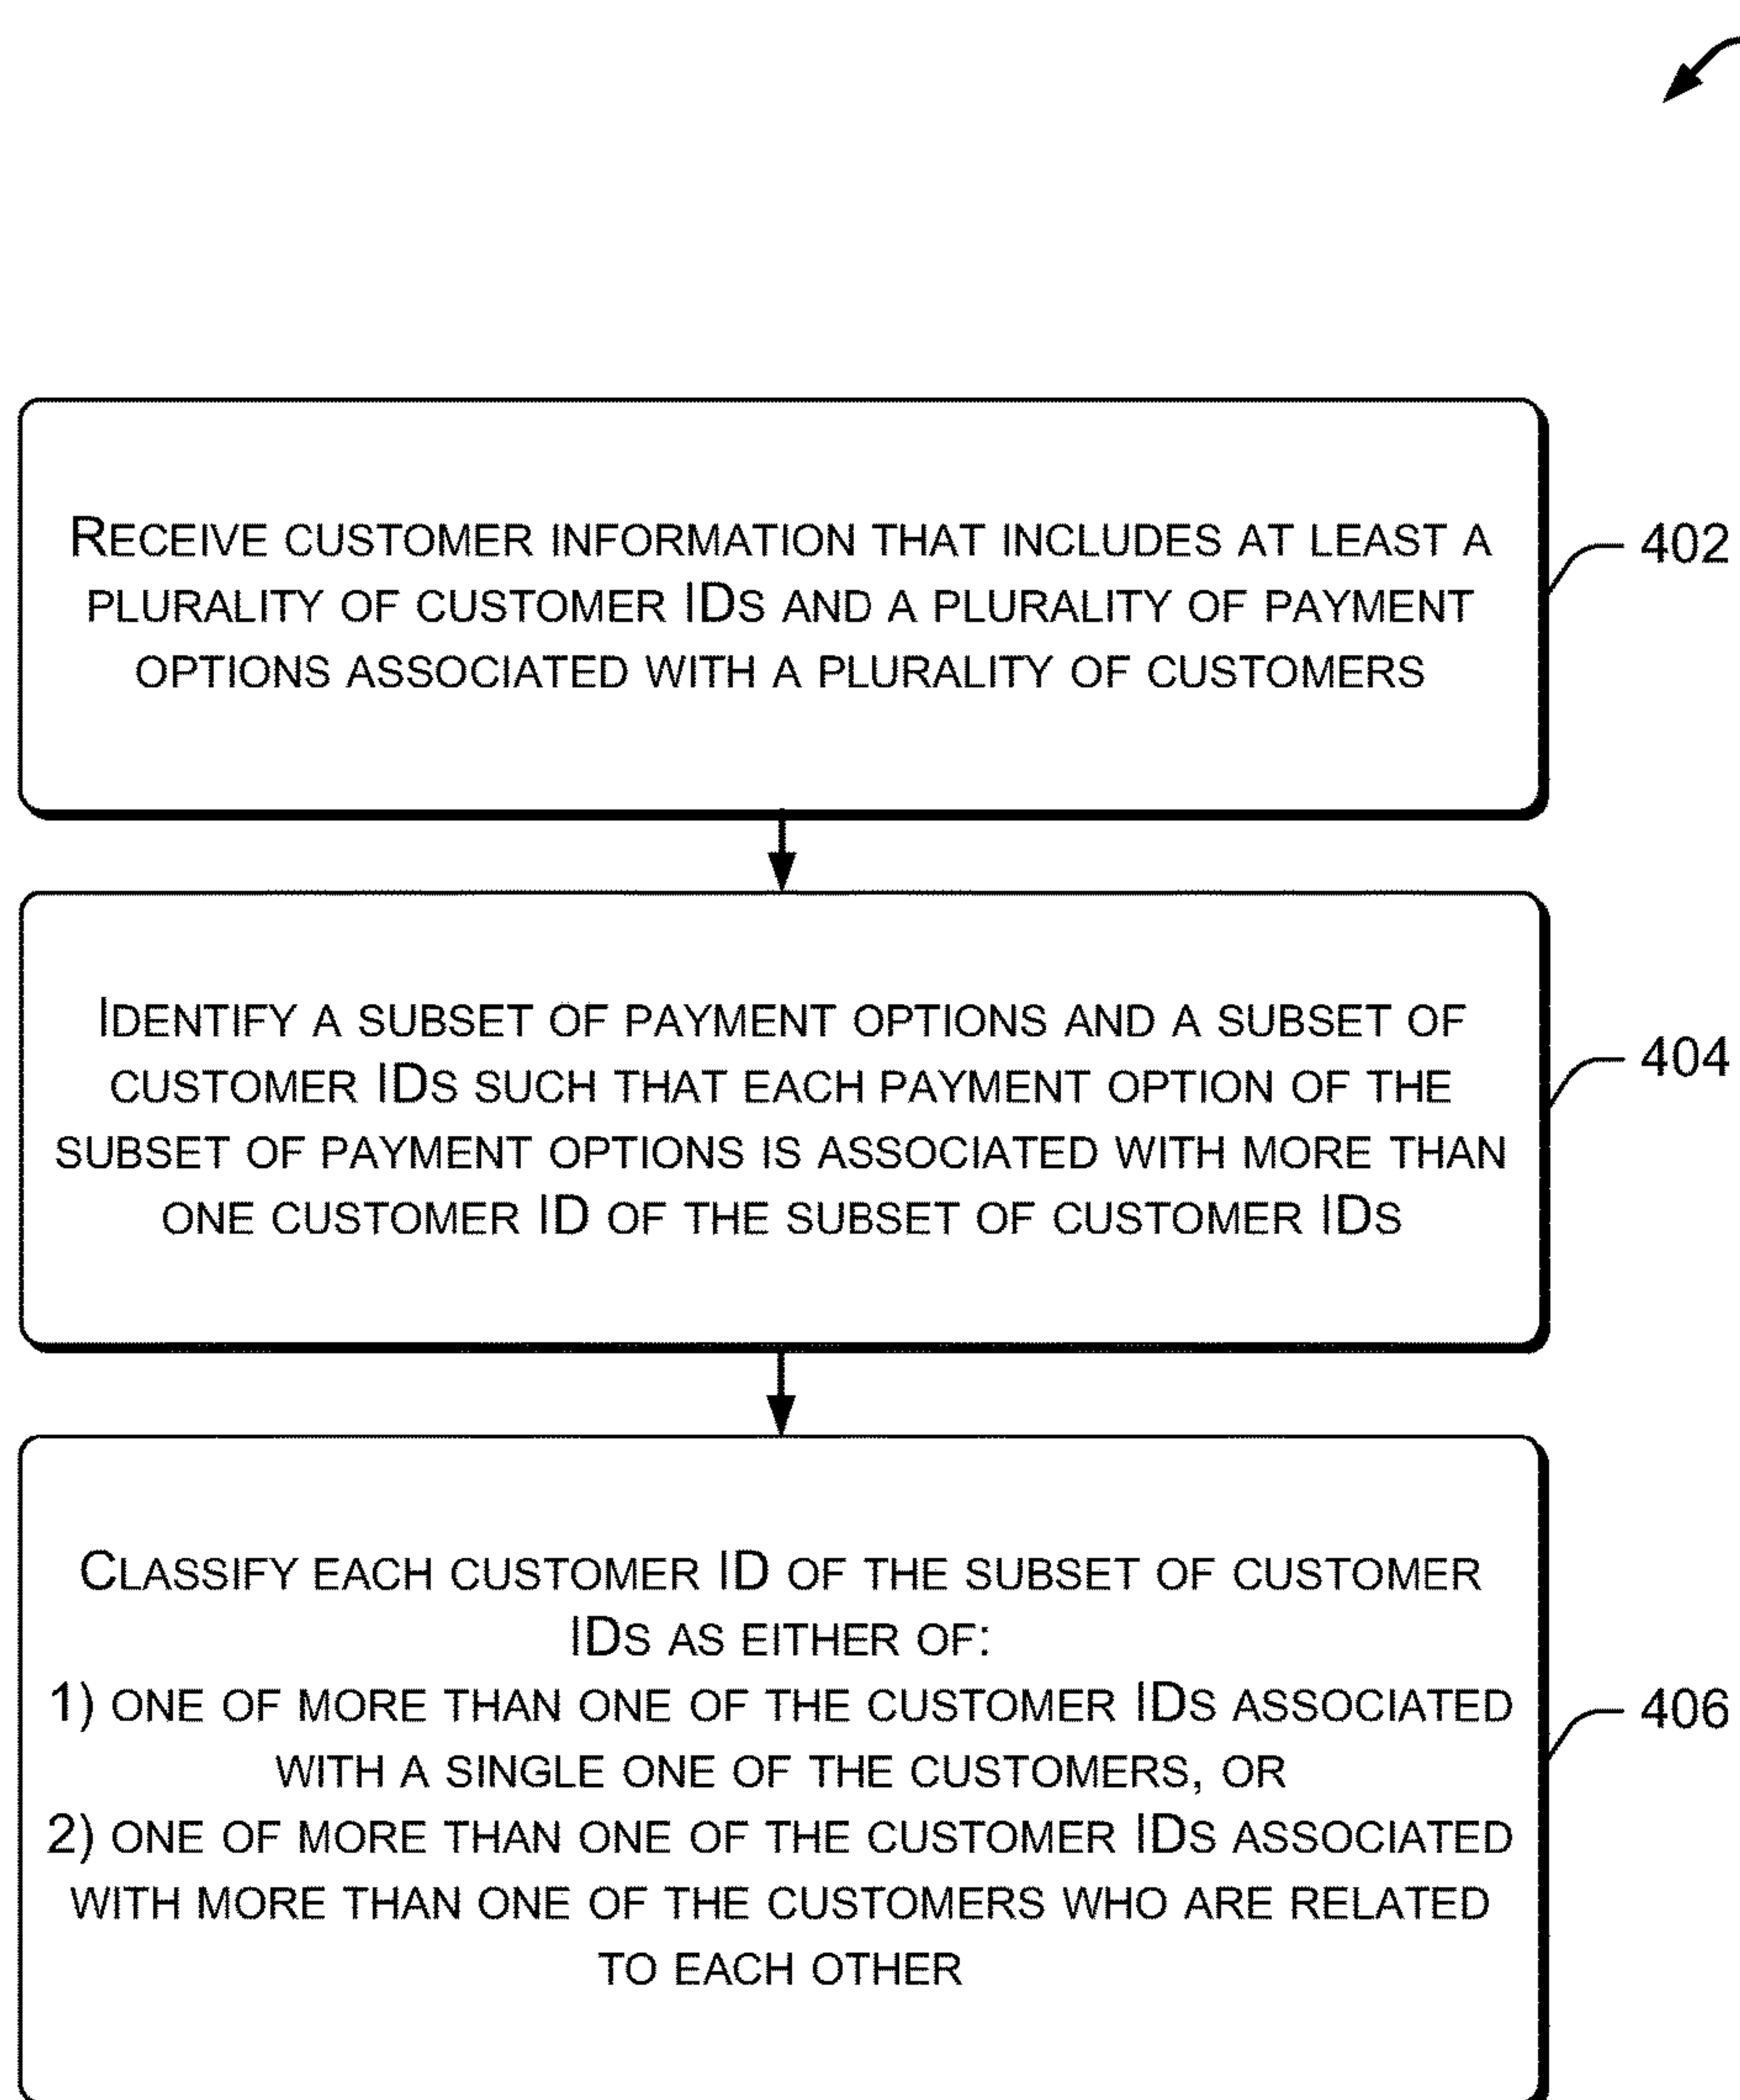 RECEIVE CUSTOMER INFORMATION THAT INCLUDES AT LEAST A
PLURALITY OF CUSTOMER IDS AND A PLURALITY OF PAYMENT
OPTIONS ASSOCIATED WITH A PLURALITY OF CUSTOMERS
402
IDENTIFY A SUBSET OF PAYMENT OPTIONS AND A SUBSET OF
CUSTOMER IDS SUCH THAT EACH PAYMENT OPTION OF THE
SUBSET OF PAYMENT OPTIONS IS ASSOCIATED WITH MORE THAN
ONE CUSTOMER ID OF THE SUBSET OF CUSTOMER IDS
404
CLASSIFY EACH CUSTOMER ID OF THE SUBSET OF CUSTOMER
IDS AS EITHER OF:
1) ONE OF MORE THAN ONE OF THE CUSTOMER IDS ASSOCIATED
WITH A SINGLE ONE OF THE CUSTOMERS, OR
2) ONE OF MORE THAN ONE OF THE CUSTOMER IDS ASSOCIATED
WITH MORE THAN ONE OF THE CUSTOMERS WHO ARE RELATED
TO EACH OTHER
406